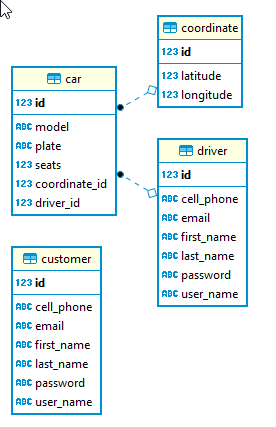 coordinate
123 id
123 latitude
123 longitude
car
123 id
ABC model
ABC plate
123 seats
123 coordinate_id
123 driver_id
driver
123 id
ABC cell_phone
ABC email
ABC first_name
ABC last_name
ABC password
ABC user_name
customer
123 id
ABC cell_phone
ABC email
ABC first_name
ABC last_name
ABC password
ABC user_name